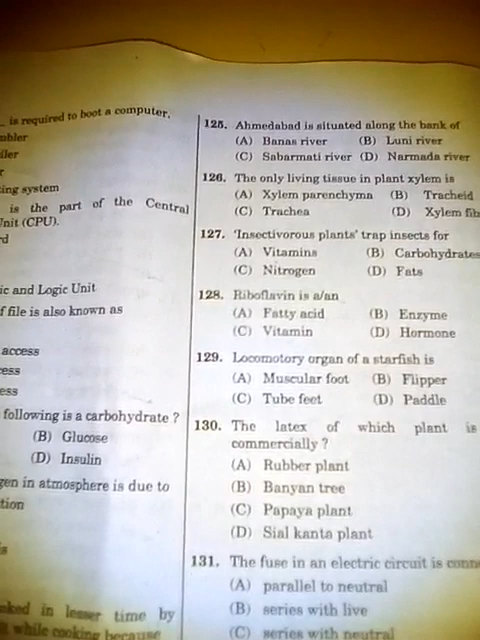 is required to boot a computer.
mbler
iler
r
ing system
is the part of the Central
Unit (CPU).
rd
ic and Logic Unit
f file is also known as
access
cess
ess
following is a carbohydrate ?
(B) Glucose
(D) Insulin
gen in atmosphere is due to
tion
is
oked in lesser time by
while cooking because
125. Ahmedabad is situated along the bank of
(A) Banas river (B) Luni river
(C) Sabarmati river (D) Narmada river
126. The only living tissue in plant xylem is
(A) Xylem parenchyma (B) Tracheid
(C) Trachea (D) Xylem fib
127. 'Insectivorous plants' trap insects for
(A) Vitamins (B) Carbohydrates
(C) Nitrogen (D) Fats
128. Riboflavin is a/an
(A) Fatty acid (B) Enzyme
(C) Vitamin (D) Hormone
129. Locomotory organ of a starfish is
(A) Muscular foot (B) Flipper
(C) Tube feet (D) Paddle
130. The latex of which plant is
commercially ?
(A) Rubber plant
(B) Banyan tree
(C) Papaya plant
(D) Sial kanta plant
131. The fuse in an electric circuit is conne
(A) parallel to neutral
(B) series with live
(C) series with neutral